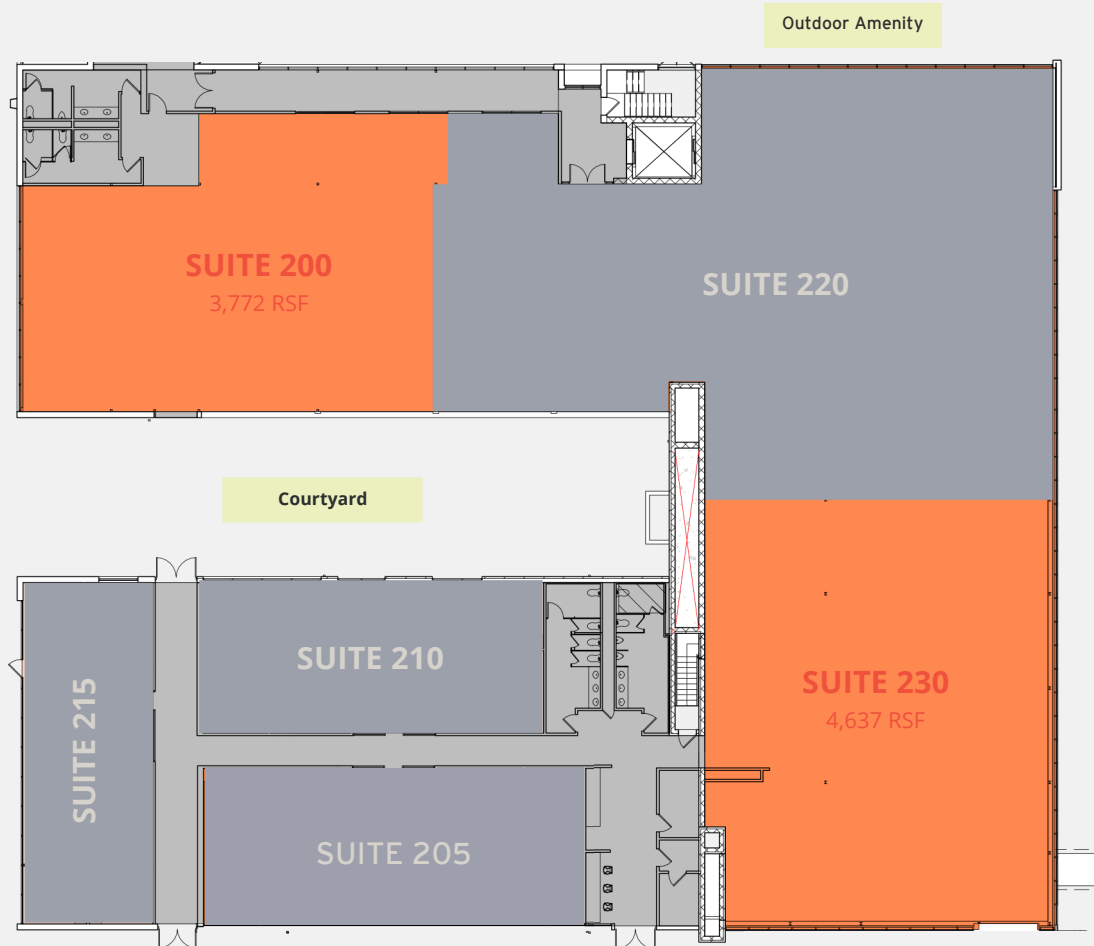 Outdoor Amenity
SUITE 200
3,772 RSF
SUITE 220
Courtyard
SUITE 210
SUITE 215
SUITE 230
4,637 RSF
SUITE 205